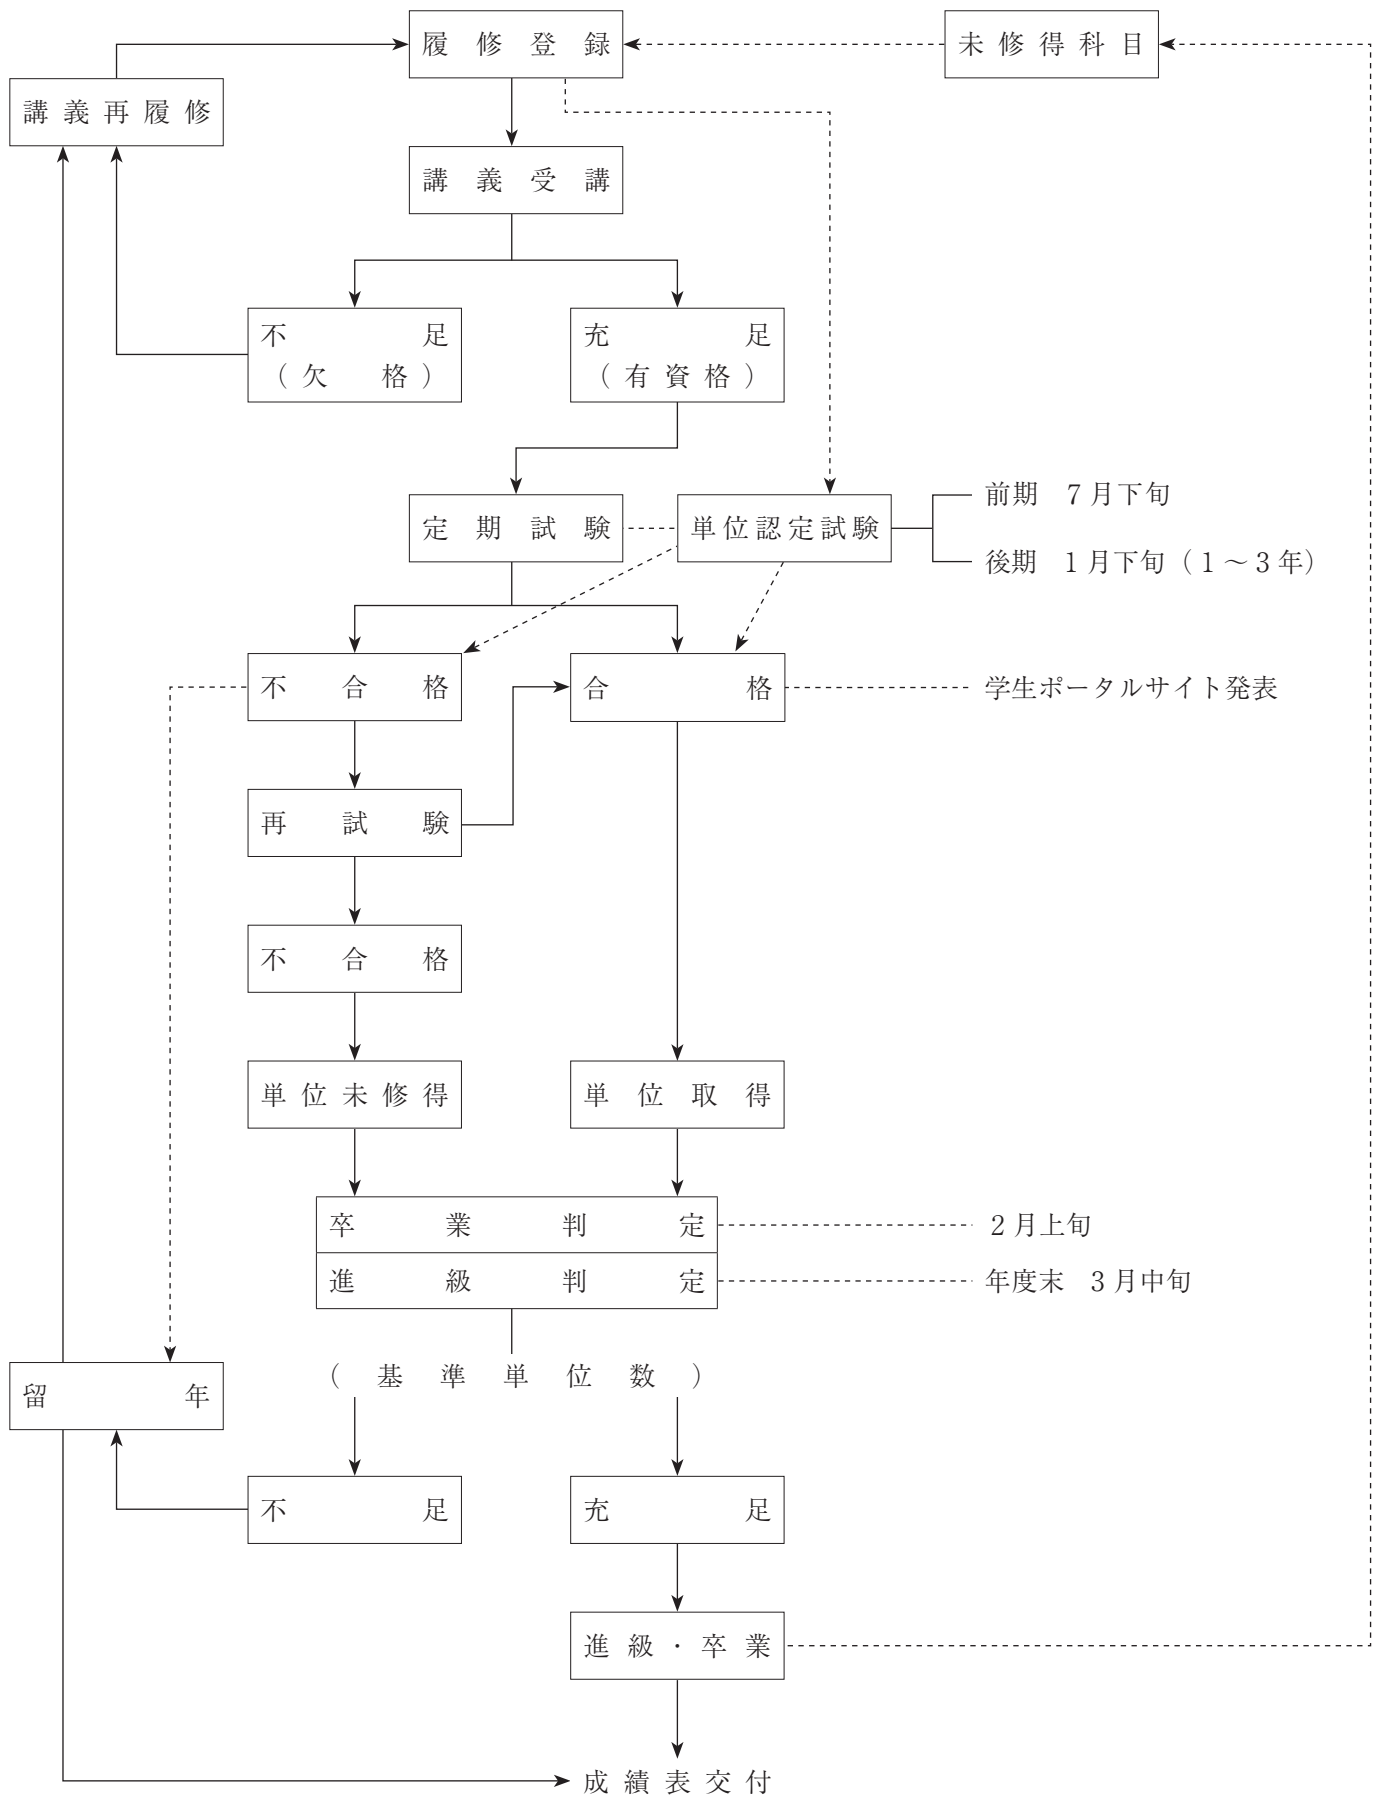 履修登録
未修得科目
講義再履修
講義受講
不足
（欠格）
充足
（有資格）
定期試験
単位認定試験
前期　７月下旬
後期　１月下旬（１～３年）
不合格
合格
学生ポータルサイト発表
再試験
不合格
単位未修得
単位取得
卒業判定
２月上旬
進級判定
年度末　３月中旬
（基準単位数）
留年
不足
充足
進級・卒業
成績表交付